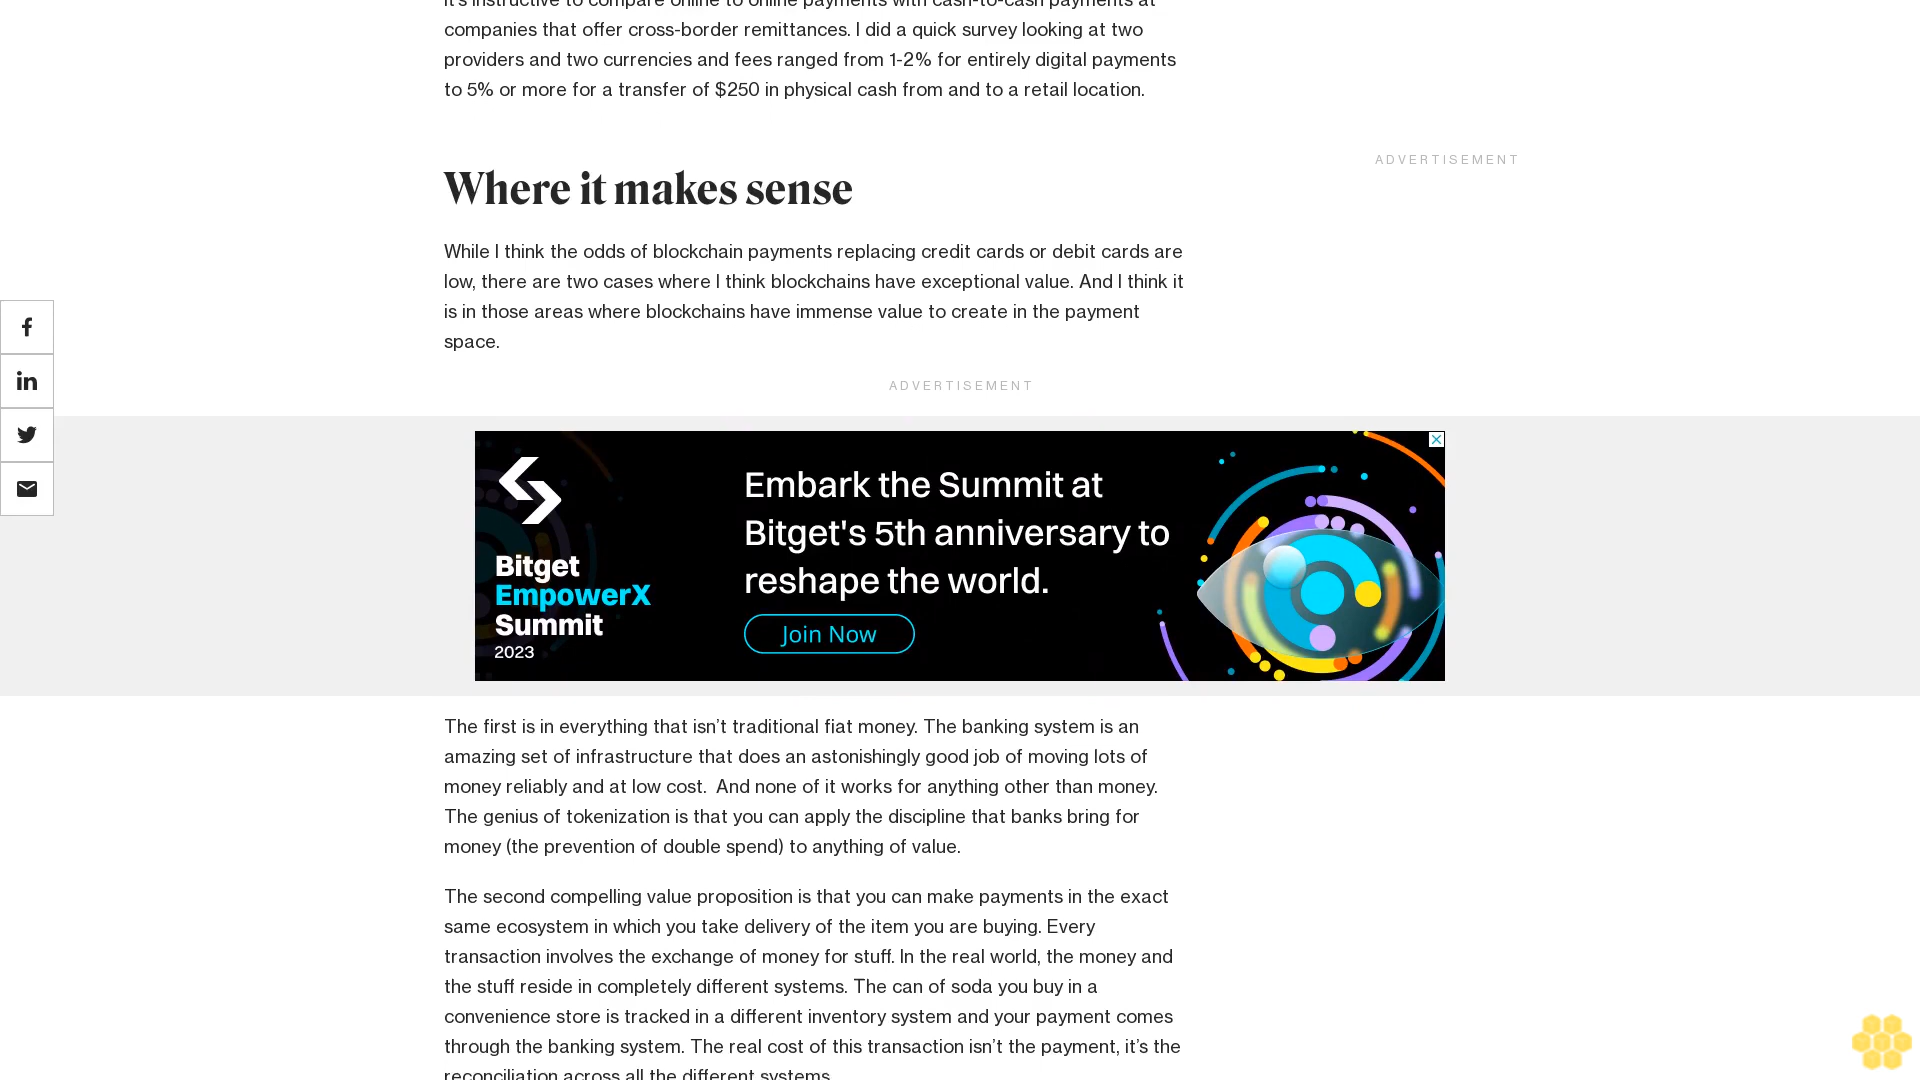 it's instructive to compare online to online payments with cash-to-cash payments at
companies that offer cross-border remittances. I did a quick survey looking at two
providers and two currencies and fees ranged from 1-2% for entirely digital payments
to 5% or more for a transfer of $250 in physical cash from and to a retail location.
ADVERTISEMENT
Where it makes sense
While I think the odds of blockchain payments replacing credit cards or debit cards are
low, there are two cases where I think blockchains have exceptional value. And I think it
is in those areas where blockchains have immense value to create in the payment
space.
ADVERTISEMENT
Bitget
EmpowerX
Summit
2023
Embark the Summit at
Bitget's 5th anniversary to
reshape the world.
Join Now
The first is in everything that isn’t traditional fiat money. The banking system is an
amazing set of infrastructure that does an astonishingly good job of moving lots of
money reliably and at low cost.  And none of it works for anything other than money.
The genius of tokenization is that you can apply the discipline that banks bring for
money (the prevention of double spend) to anything of value.
The second compelling value proposition is that you can make payments in the exact
same ecosystem in which you take delivery of the item you are buying. Every
transaction involves the exchange of money for stuff. In the real world, the money and
the stuff reside in completely different systems. The can of soda you buy in a
convenience store is tracked in a different inventory system and your payment comes
through the banking system. The real cost of this transaction isn’t the payment, it’s the
reconciliation across all the different systems.